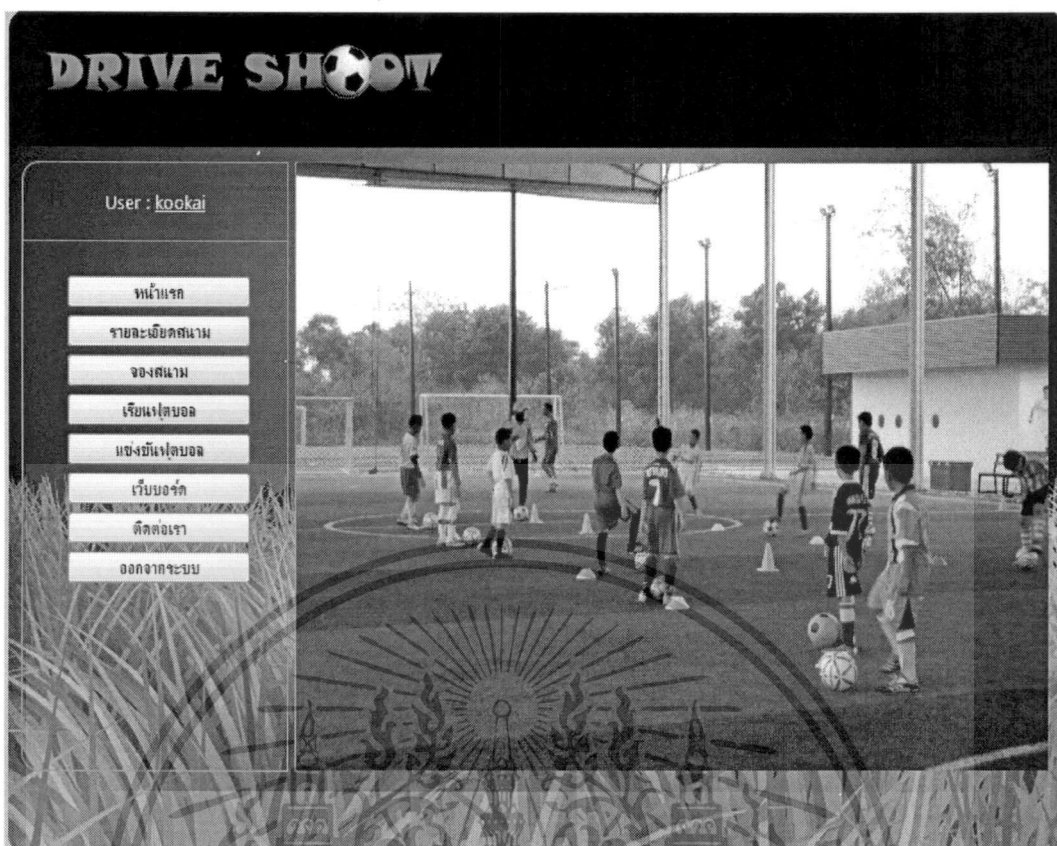 DRIVE SHOOT
User : kookai
หน้าแรก
รายละเอียดสนาม
จองสนาม
เรียนฟุตบอล
แข่งขันฟุตบอล
เว็บบอร์ด
ติดต่อเรา
ออกจากระบบ
7